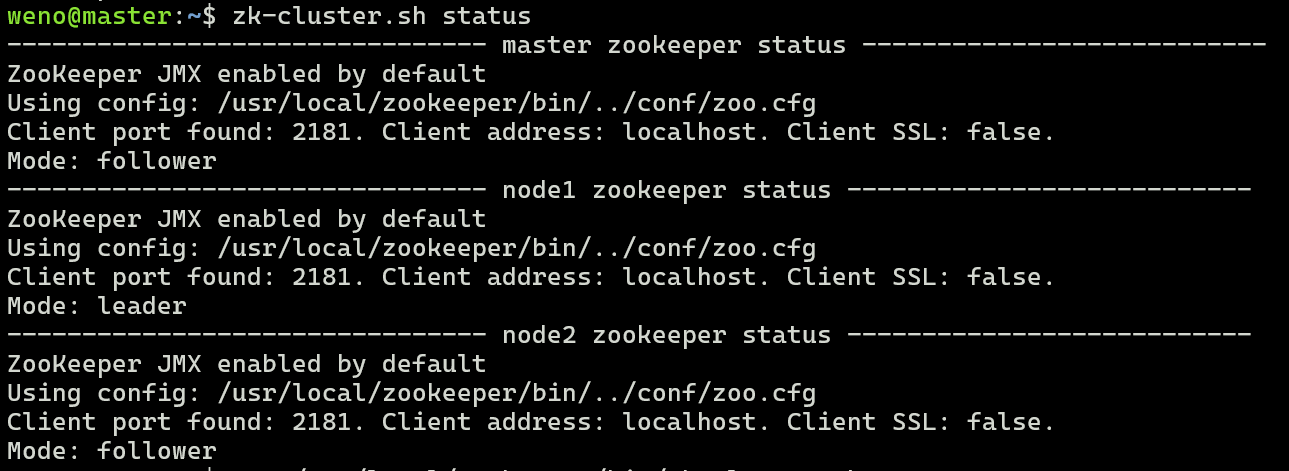 weno@master:~$ zk-cluster.sh status
-------------------------------- master zookeeper status ---------------------------
ZooKeeper JMX enabled by default
Using config: /usr/local/zookeeper/bin/../conf/zoo.cfg
Client port found: 2181. Client address: localhost. Client SSL: false.
Mode: follower
-------------------------------- node1 zookeeper status ---------------------------
ZooKeeper JMX enabled by default
Using config: /usr/local/zookeeper/bin/../conf/zoo.cfg
Client port found: 2181. Client address: localhost. Client SSL: false.
Mode: leader
-------------------------------- node2 zookeeper status ---------------------------
ZooKeeper JMX enabled by default
Using config: /usr/local/zookeeper/bin/../conf/zoo.cfg
Client port found: 2181. Client address: localhost. Client SSL: false.
Mode: follower